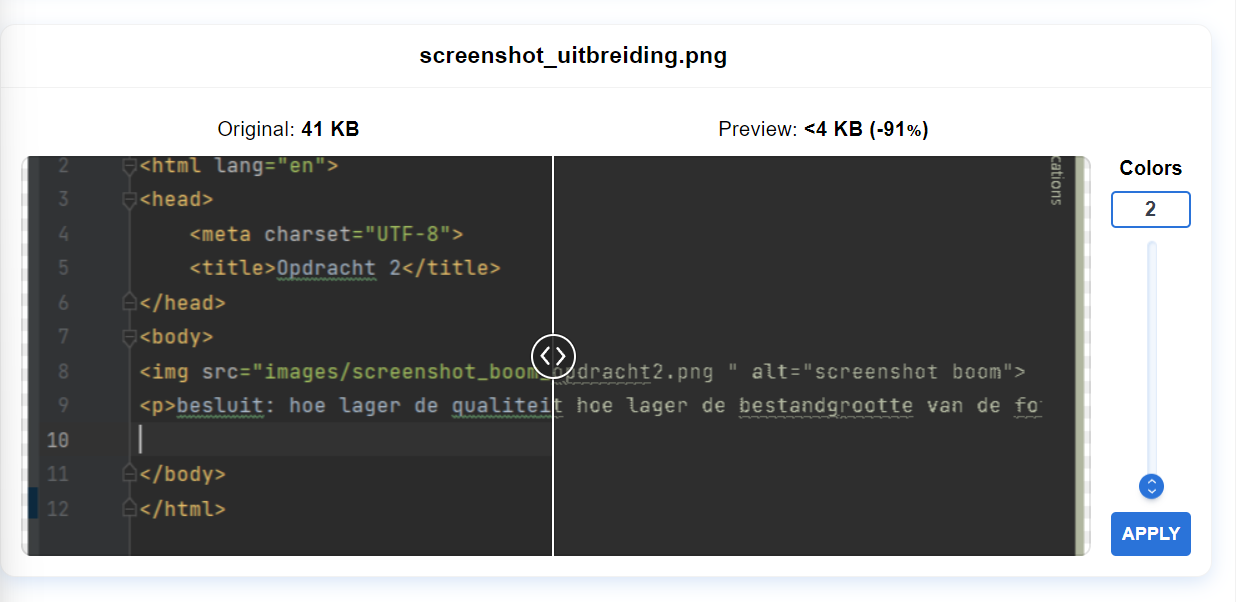 screenshot_uitbreiding.png
Original: 41 KB
Preview: <4 KB (-91%)
Colors
2
APPLY
2 <html lang="en">
3 <head>
4 <meta charset="UTF-8">
5 <title>Opdracht 2</title>
6 </head>
7 <body>
8 <img src="images/screenshot_boom_opdracht2.png " alt="screenshot boom">
9 <p>besluit: hoe lager de qualiteit hoe lager de bestandgrootte van de fo
10
11 </body>
12 </html>
cations